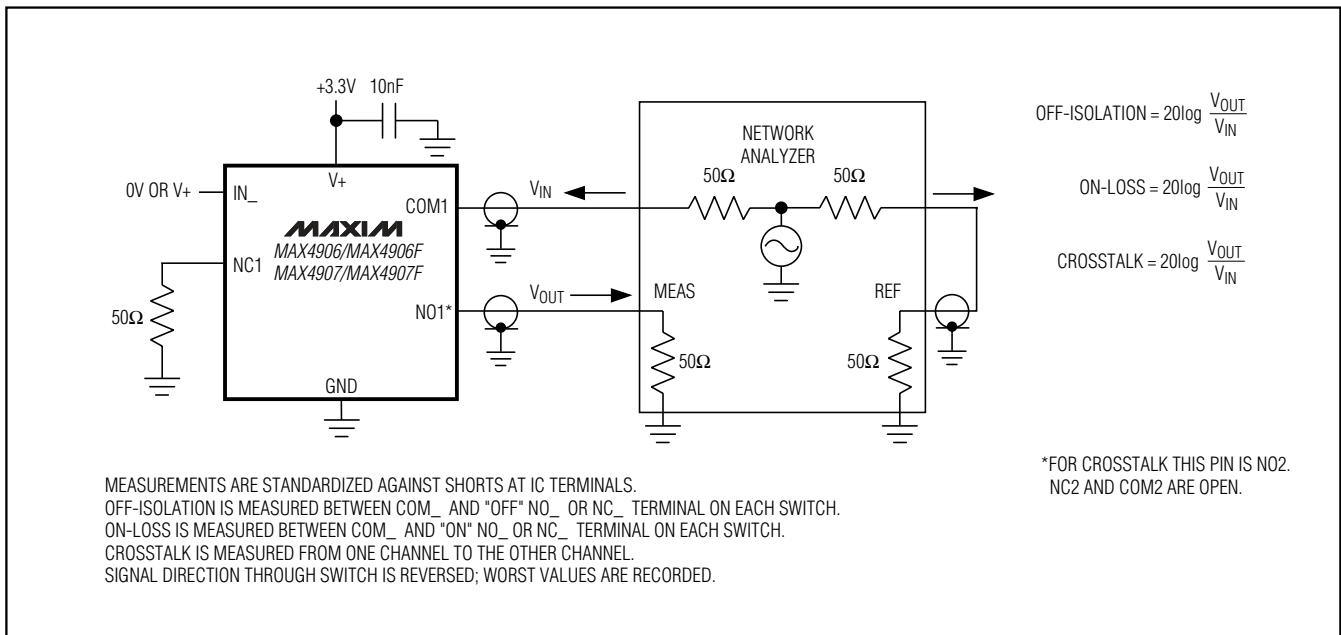 +3.3V 10nF
0V OR V+
IN_
V+
COM1
MAXIM
MAX4906/MAX4906F
MAX4907/MAX4907F
NC1
50Ω
NO1*
GND
VIN
VOUT
NETWORK
ANALYZER
50Ω 50Ω
MEAS REF
50Ω 50Ω
OFF-ISOLATION = 20log VOUT/VIN
ON-LOSS = 20log VOUT/VIN
CROSSTALK = 20log VOUT/VIN
*FOR CROSSTALK THIS PIN IS NO2.
NC2 AND COM2 ARE OPEN.
MEASUREMENTS ARE STANDARDIZED AGAINST SHORTS AT IC TERMINALS.
OFF-ISOLATION IS MEASURED BETWEEN COM_ AND "OFF" NO_ OR NC_ TERMINAL ON EACH SWITCH.
ON-LOSS IS MEASURED BETWEEN COM_ AND "ON" NO_ OR NC_ TERMINAL ON EACH SWITCH.
CROSSTALK IS MEASURED FROM ONE CHANNEL TO THE OTHER CHANNEL.
SIGNAL DIRECTION THROUGH SWITCH IS REVERSED; WORST VALUES ARE RECORDED.